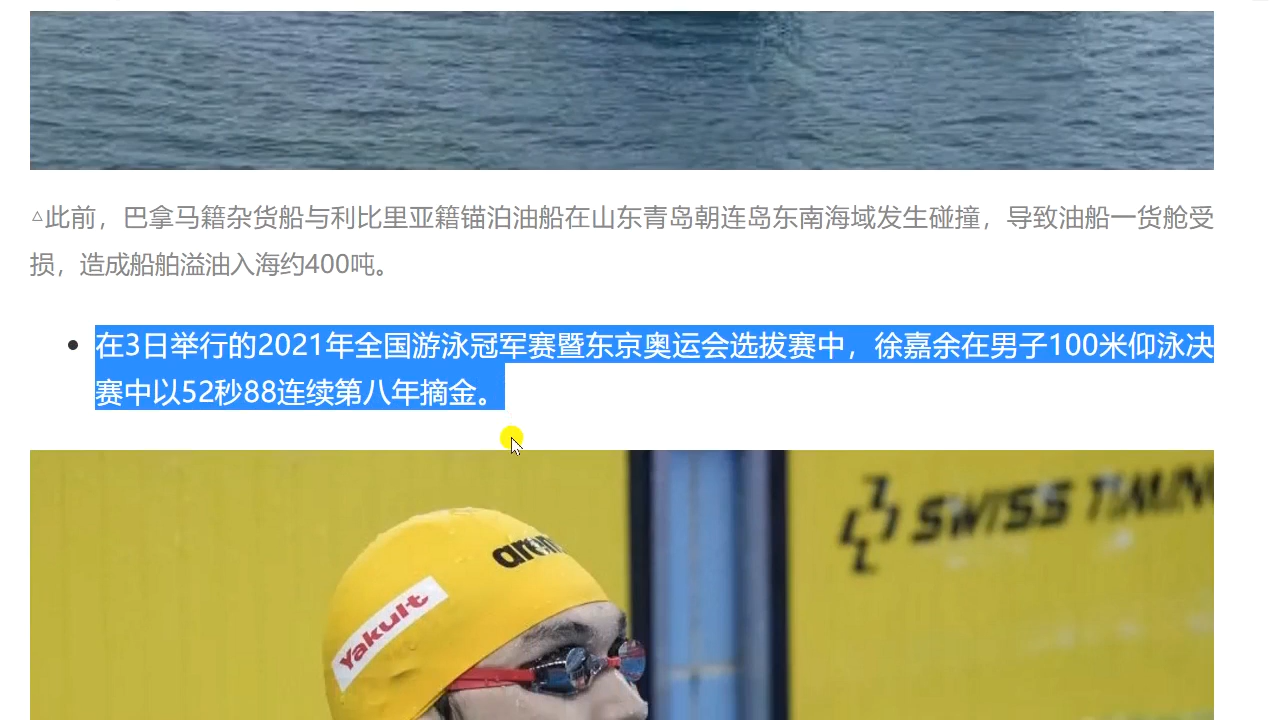 △此前，巴拿马籍杂货船与利比里亚籍锚泊油船在山东青岛朝连岛东南海域发生碰撞，导致油船一货舱受
损，造成船舶溢油入海约400吨。
在3日举行的2021年全国游泳冠军赛暨东京奥运会选拔赛中，徐嘉余在男子100米仰泳决
赛中以52秒88连续第八年摘金。
SWISS TIMING
arena
Yakult